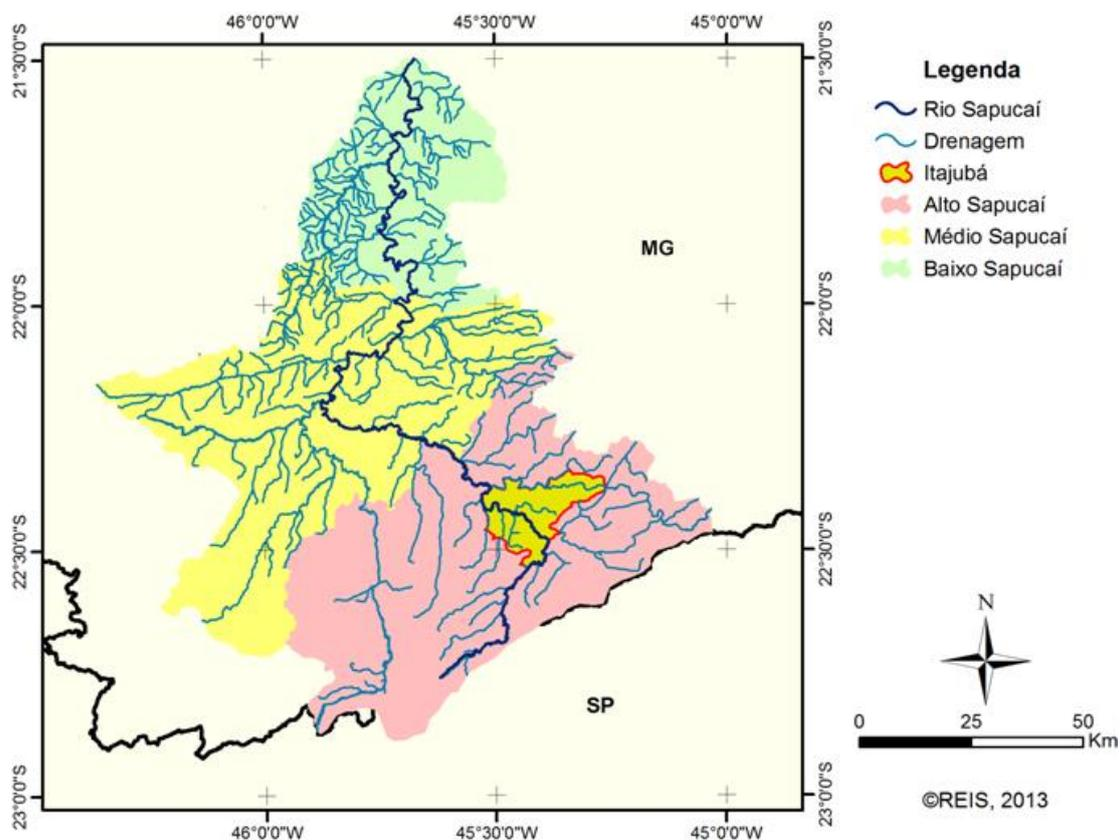 46°0'0"W 45°30'0"W 45°0'0"W
21°30'0"S 21°30'0"S
22°0'0"S 22°0'0"S
22°30'0"S 22°30'0"S
23°0'0"S 23°0'0"S
MG
SP
46°0'0"W 45°30'0"W 45°0'0"W
Legenda
Rio Sapucaí
Drenagem
Itajubá
Alto Sapucaí
Médio Sapucaí
Baixo Sapucaí
N
0 25 50
Km
©REIS, 2013